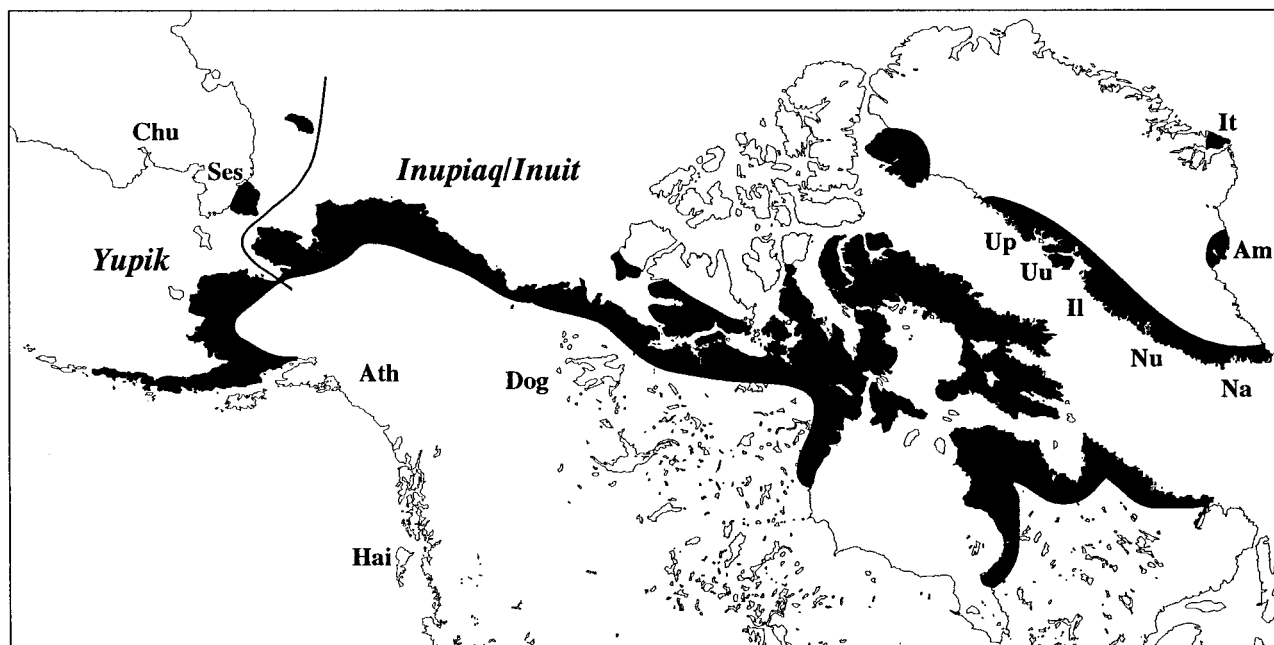 Chu
It
Ses
Inupiaq/Inuit
Yupik
Up
Am
Uu
Il
Nu
Ath
Dog
Na
Hai